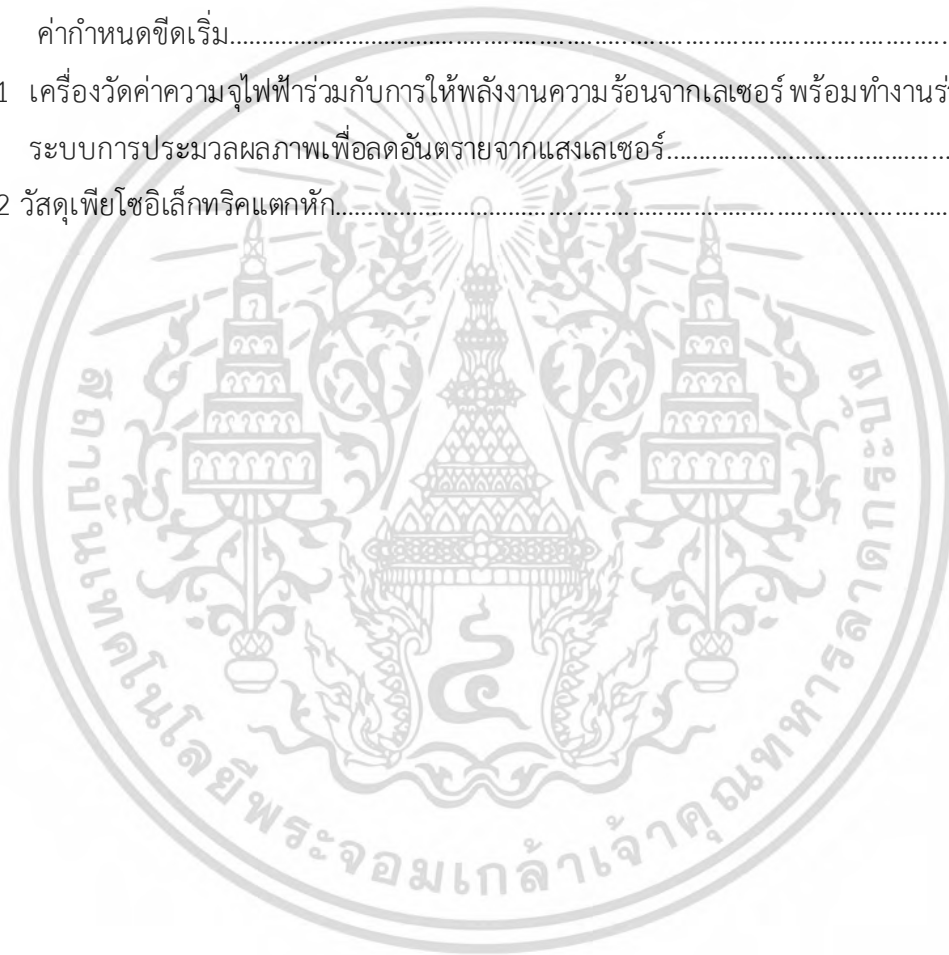 ค่ากำหนดขีดเริ่ม
1 เครื่องวัดค่าความจุไฟฟ้าร่วมกับการให้พลังงานความร้อนจากเลเซอร์ พร้อมทำงาน
ระบบการประมวลผลภาพเพื่อลดอันตรายจากแสงเลเซอร์
2 วัสดุเพียโซอิเล็กทริคแตกหัก
สถาบันเทคโนโลยีพระจอมเกล้าเจ้าคุณทหารลาดกระบัง
๔